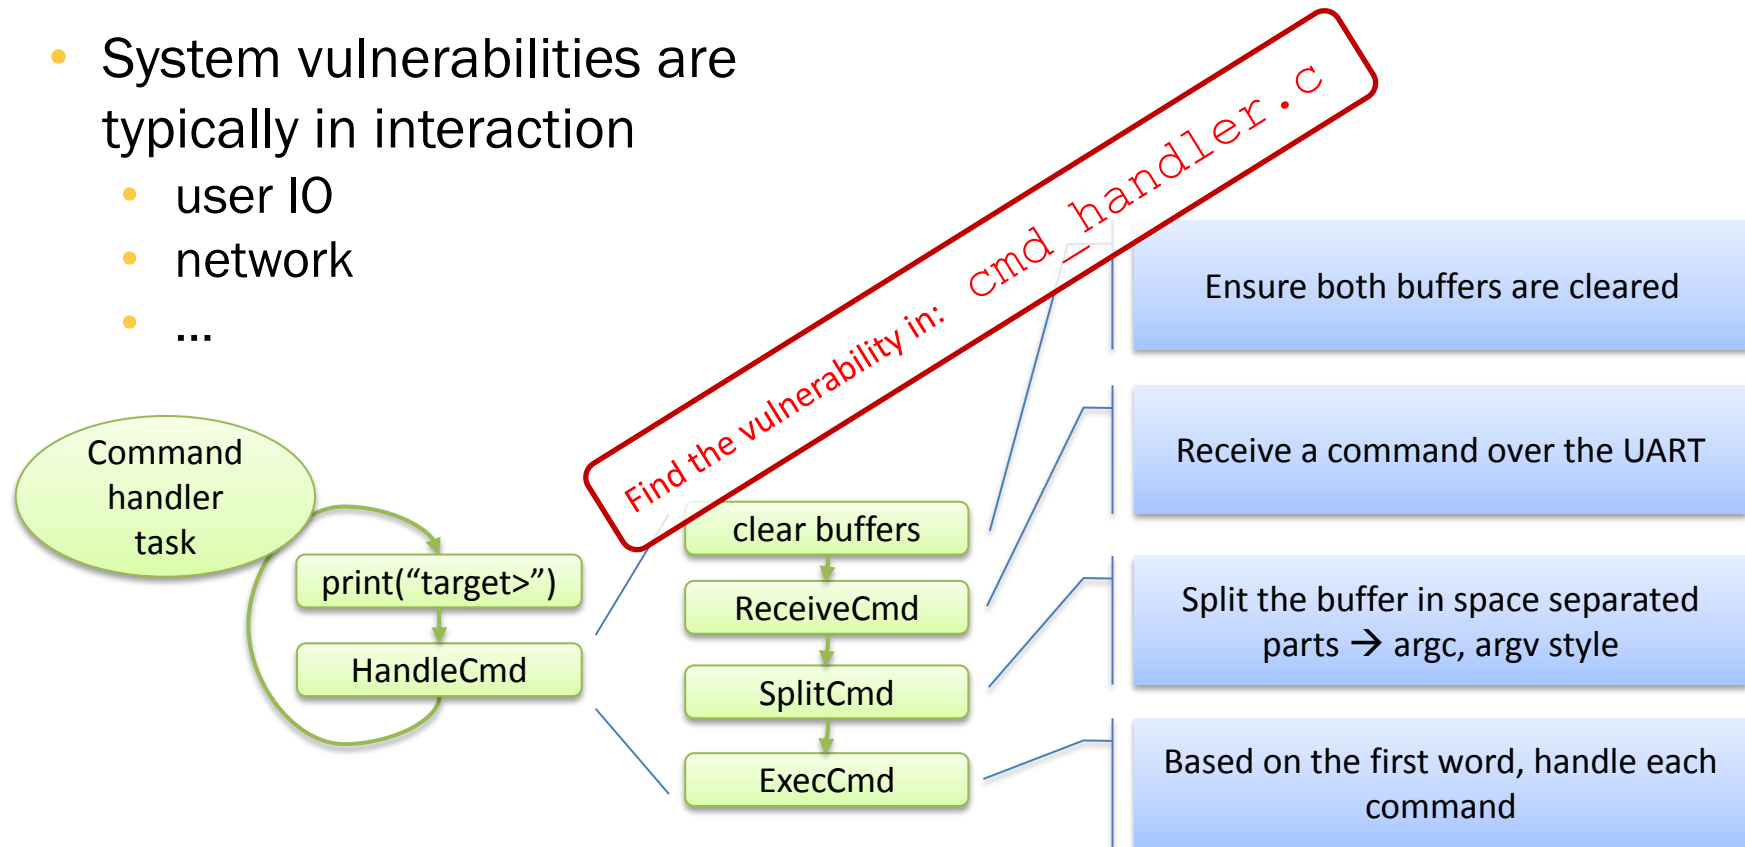 • System vulnerabilities are
typically in interaction
• user IO
• network
• ...
Find the vulnerability in: cmd_handler.c
Command
handler
task
print(“target>”)
HandleCmd
clear buffers
ReceiveCmd
SplitCmd
ExecCmd
Ensure both buffers are cleared
Receive a command over the UART
Split the buffer in space separated
parts → argc, argv style
Based on the first word, handle each
command